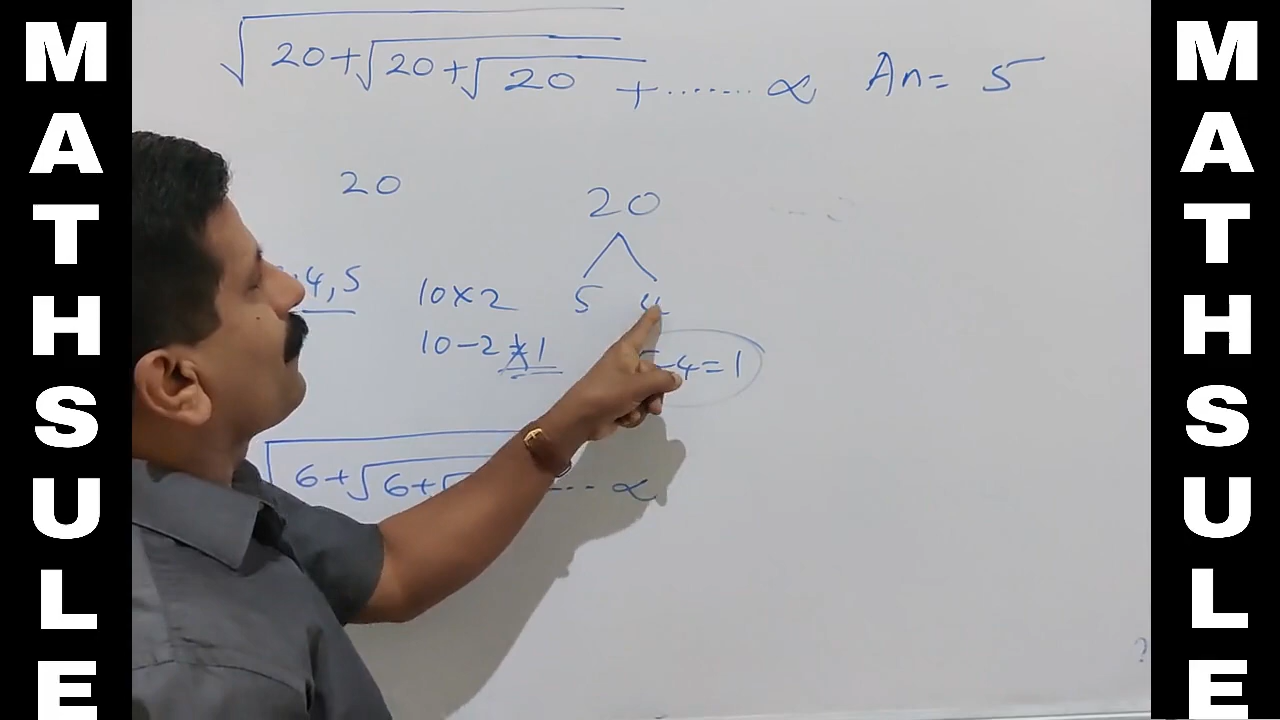 MATHSULE
√20+√20+√20 +....... ∝ An= 5
20
20
4,5
10×2
5 4
10-2 ≠ 1
-4=1
√6+√6+√ ... ∝
?
MATHSULE